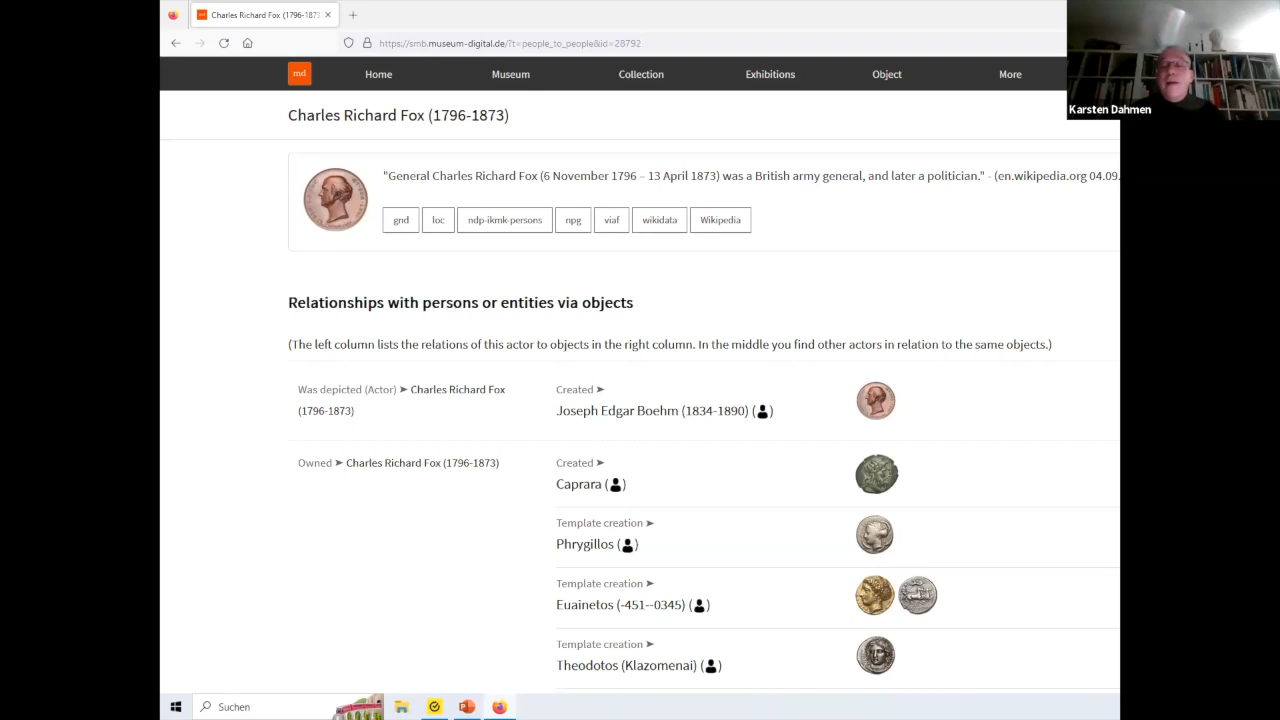 Charles Richard Fox (1796-187
https://smb.museum-digital.de/?t=people_to_people&id=28792
md
Home
Museum
Collection
Exhibitions
Object
More
Karsten Dahmen
Charles Richard Fox (1796-1873)
"General Charles Richard Fox (6 November 1796 – 13 April 1873) was a British army general, and later a politician." - (en.wikipedia.org 04.09.
gnd
loc
ndp-ikmk-persons
npg
viaf
wikidata
Wikipedia
Relationships with persons or entities via objects
(The left column lists the relations of this actor to objects in the right column. In the middle you find other actors in relation to the same objects.)
Was depicted (Actor) ➤ Charles Richard Fox
(1796-1873)
Created ➤
Joseph Edgar Boehm (1834-1890) ( )
Owned ➤ Charles Richard Fox (1796-1873)
Created ➤
Caprara ( )
Template creation ➤
Phrygillos ( )
Template creation ➤
Euainetos (-451--0345) ( )
Template creation ➤
Theodotos (Klazomenai) ( )
Suchen